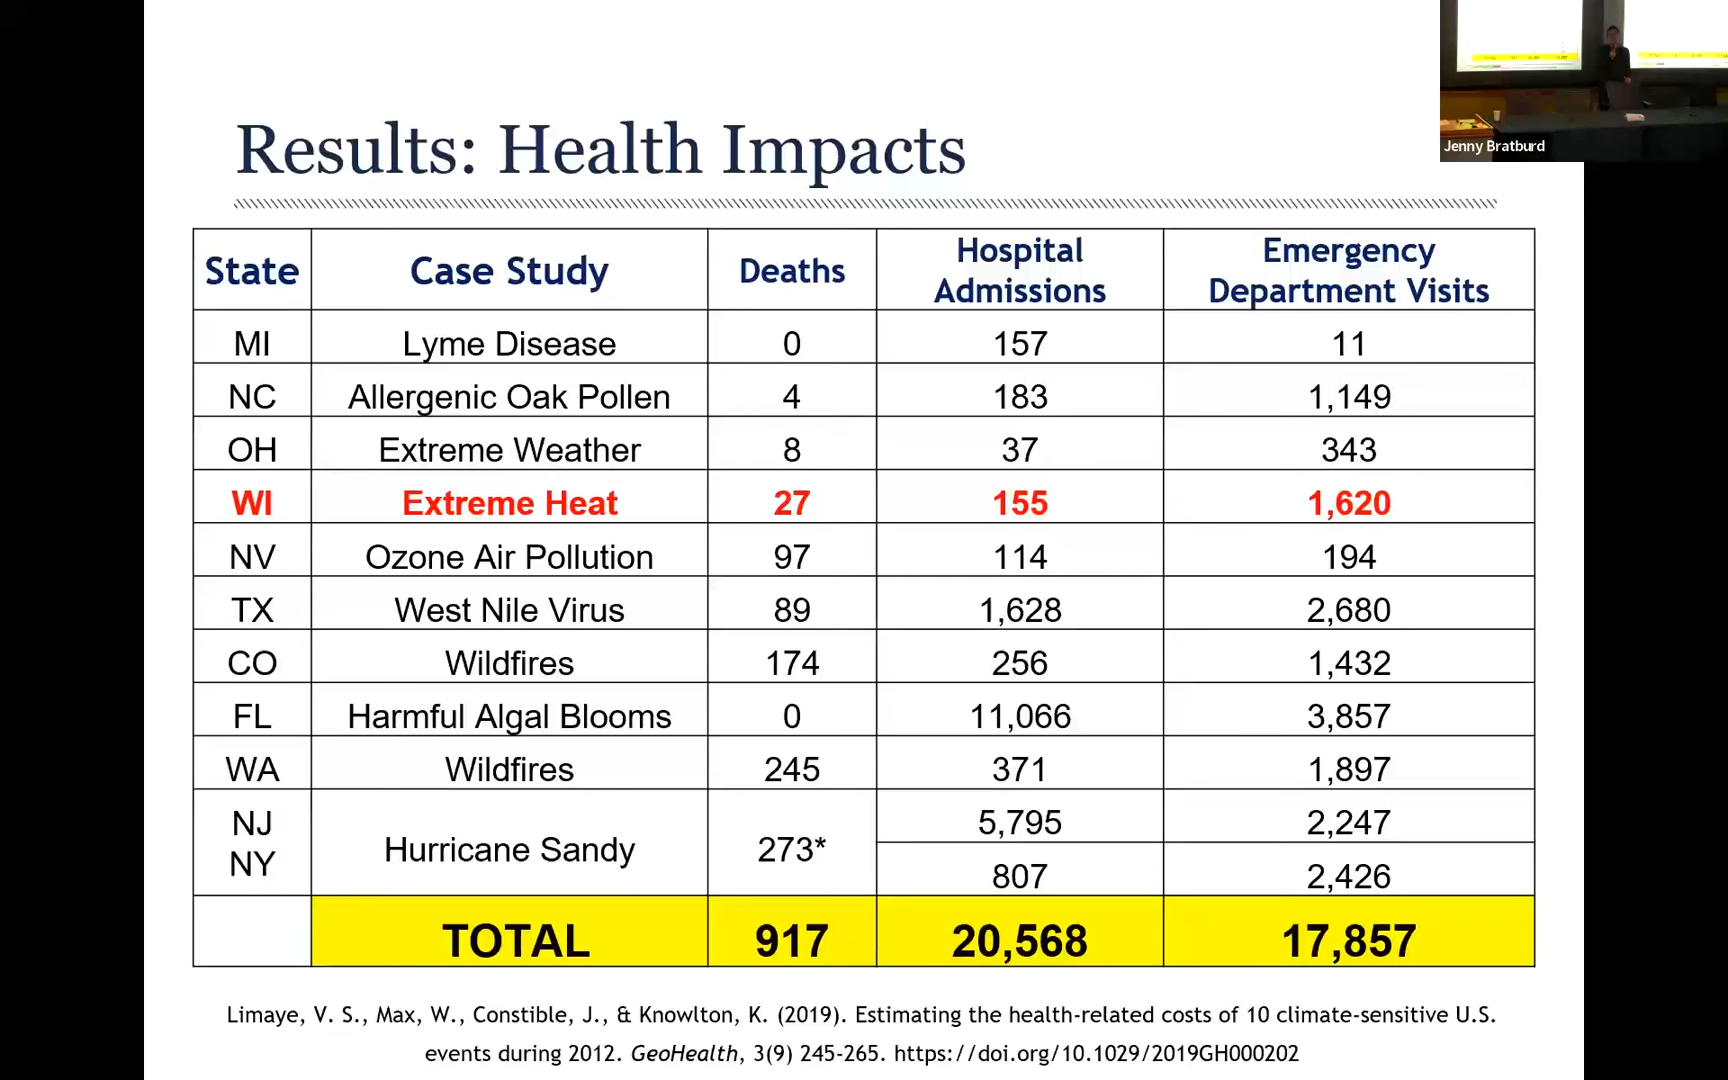 Jenny Bratburd
Results: Health Impacts
State Case Study Deaths Hospital Admissions Emergency Department Visits
MI Lyme Disease 0 157 11
NC Allergenic Oak Pollen 4 183 1,149
OH Extreme Weather 8 37 343
WI Extreme Heat 27 155 1,620
NV Ozone Air Pollution 97 114 194
TX West Nile Virus 89 1,628 2,680
CO Wildfires 174 256 1,432
FL Harmful Algal Blooms 0 11,066 3,857
WA Wildfires 245 371 1,897
NJ 5,795 2,247
Hurricane Sandy 273*
NY 807 2,426
TOTAL 917 20,568 17,857
Limaye, V. S., Max, W., Constible, J., & Knowlton, K. (2019). Estimating the health-related costs of 10 climate-sensitive U.S.
events during 2012. GeoHealth, 3(9) 245-265. https://doi.org/10.1029/2019GH000202